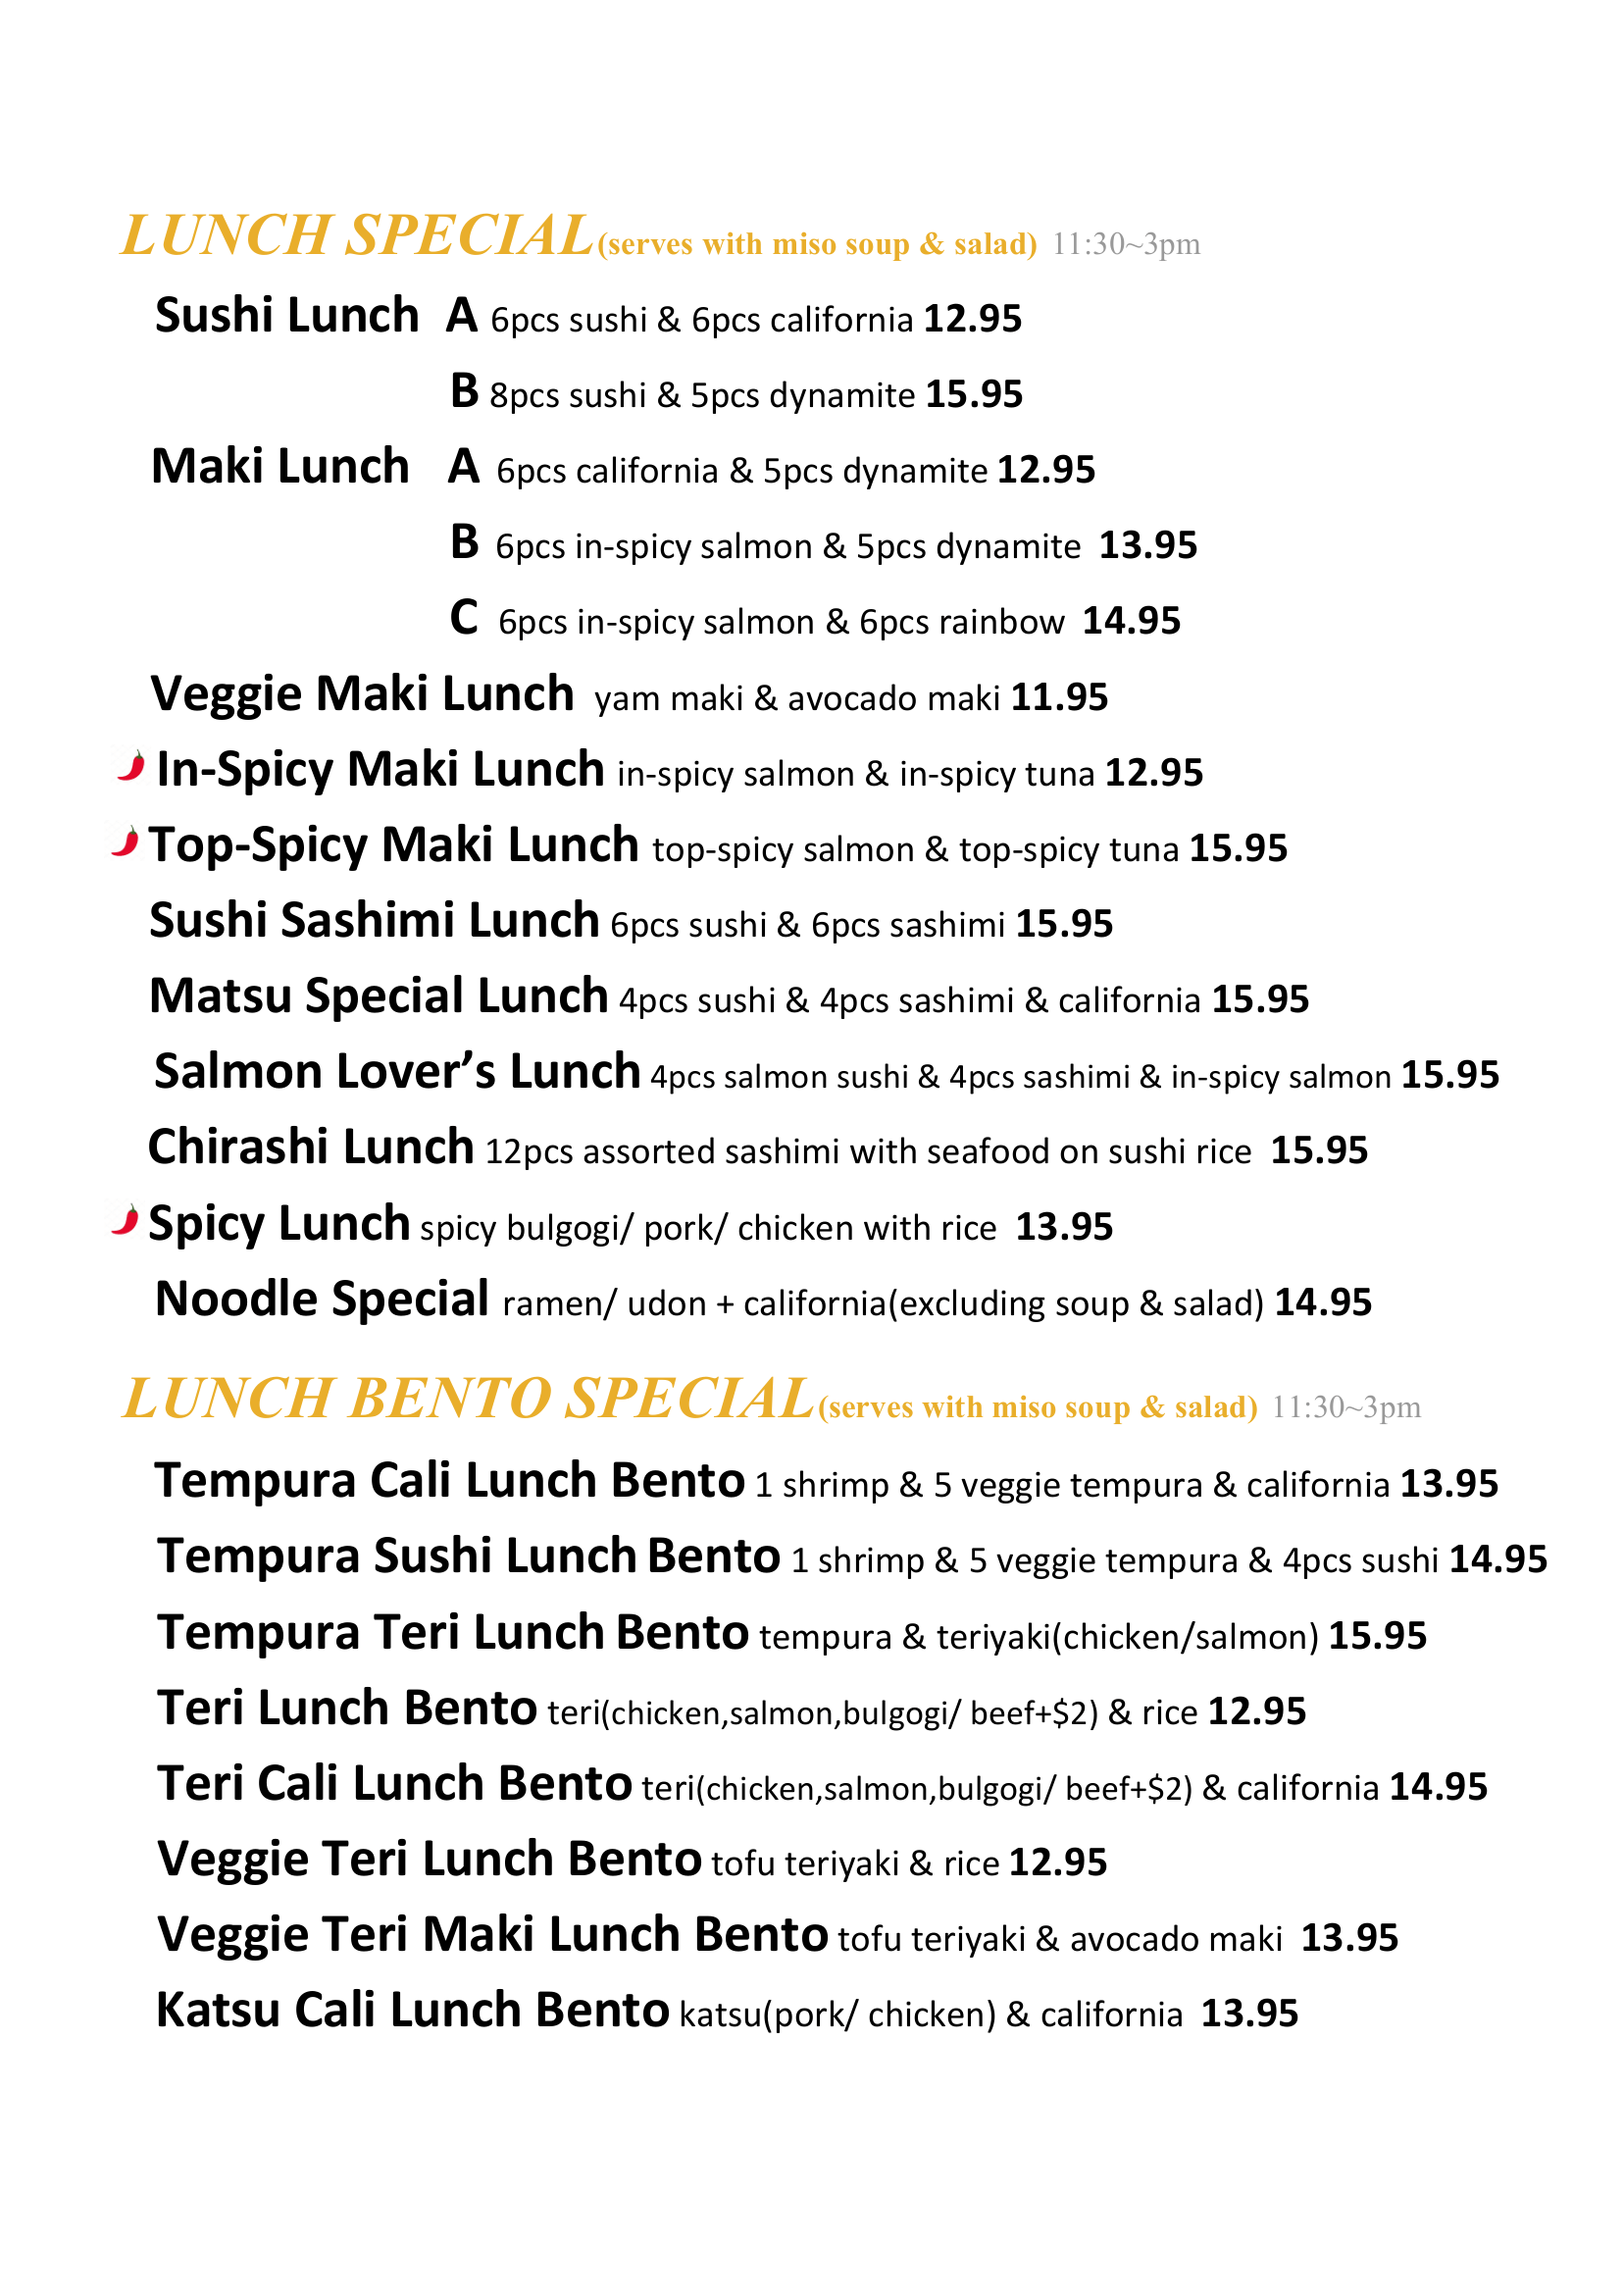 LUNCH SPECIAL(serves with miso soup & salad) 11:30~3pm
Sushi Lunch A 6pcs sushi & 6pcs california 12.95
B 8pcs sushi & 5pcs dynamite 15.95
Maki Lunch A 6pcs california & 5pcs dynamite 12.95
B 6pcs in-spicy salmon & 5pcs dynamite 13.95
C 6pcs in-spicy salmon & 6pcs rainbow 14.95
Veggie Maki Lunch yam maki & avocado maki 11.95
In-Spicy Maki Lunch in-spicy salmon & in-spicy tuna 12.95
Top-Spicy Maki Lunch top-spicy salmon & top-spicy tuna 15.95
Sushi Sashimi Lunch 6pcs sushi & 6pcs sashimi 15.95
Matsu Special Lunch 4pcs sushi & 4pcs sashimi & california 15.95
Salmon Lover’s Lunch 4pcs salmon sushi & 4pcs sashimi & in-spicy salmon 15.95
Chirashi Lunch 12pcs assorted sashimi with seafood on sushi rice 15.95
Spicy Lunch spicy bulgogi/ pork/ chicken with rice 13.95
Noodle Special ramen/ udon + california(excluding soup & salad) 14.95
LUNCH BENTO SPECIAL(serves with miso soup & salad) 11:30~3pm
Tempura Cali Lunch Bento 1 shrimp & 5 veggie tempura & california 13.95
Tempura Sushi Lunch Bento 1 shrimp & 5 veggie tempura & 4pcs sushi 14.95
Tempura Teri Lunch Bento tempura & teriyaki(chicken/salmon) 15.95
Teri Lunch Bento teri(chicken,salmon,bulgogi/ beef+$2) & rice 12.95
Teri Cali Lunch Bento teri(chicken,salmon,bulgogi/ beef+$2) & california 14.95
Veggie Teri Lunch Bento tofu teriyaki & rice 12.95
Veggie Teri Maki Lunch Bento tofu teriyaki & avocado maki 13.95
Katsu Cali Lunch Bento katsu(pork/ chicken) & california 13.95